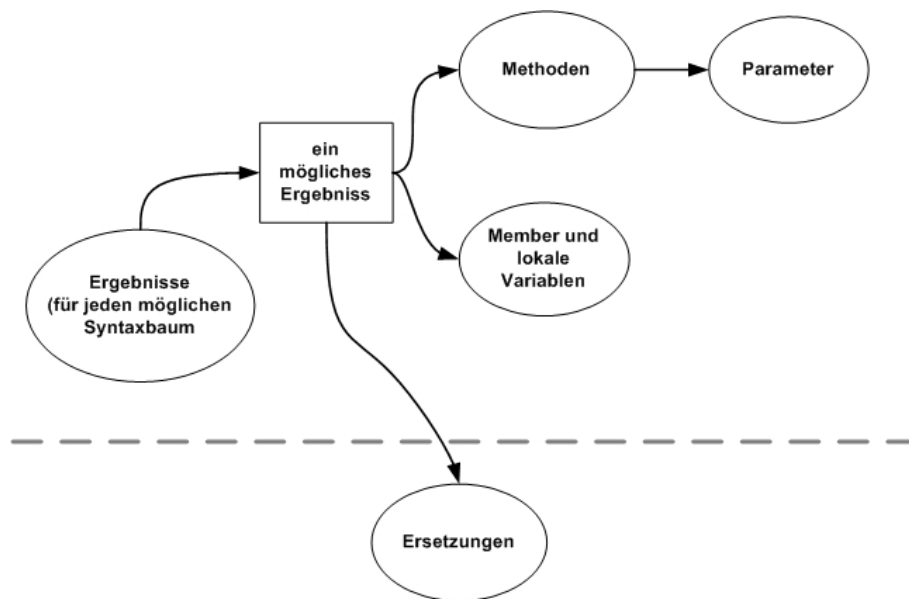 Methoden
Parameter
ein
mögliches
Ergebniss
Member und
lokale
Variablen
Ergebnisse
(für jeden möglichen
Syntaxbaum
Ersetzungen